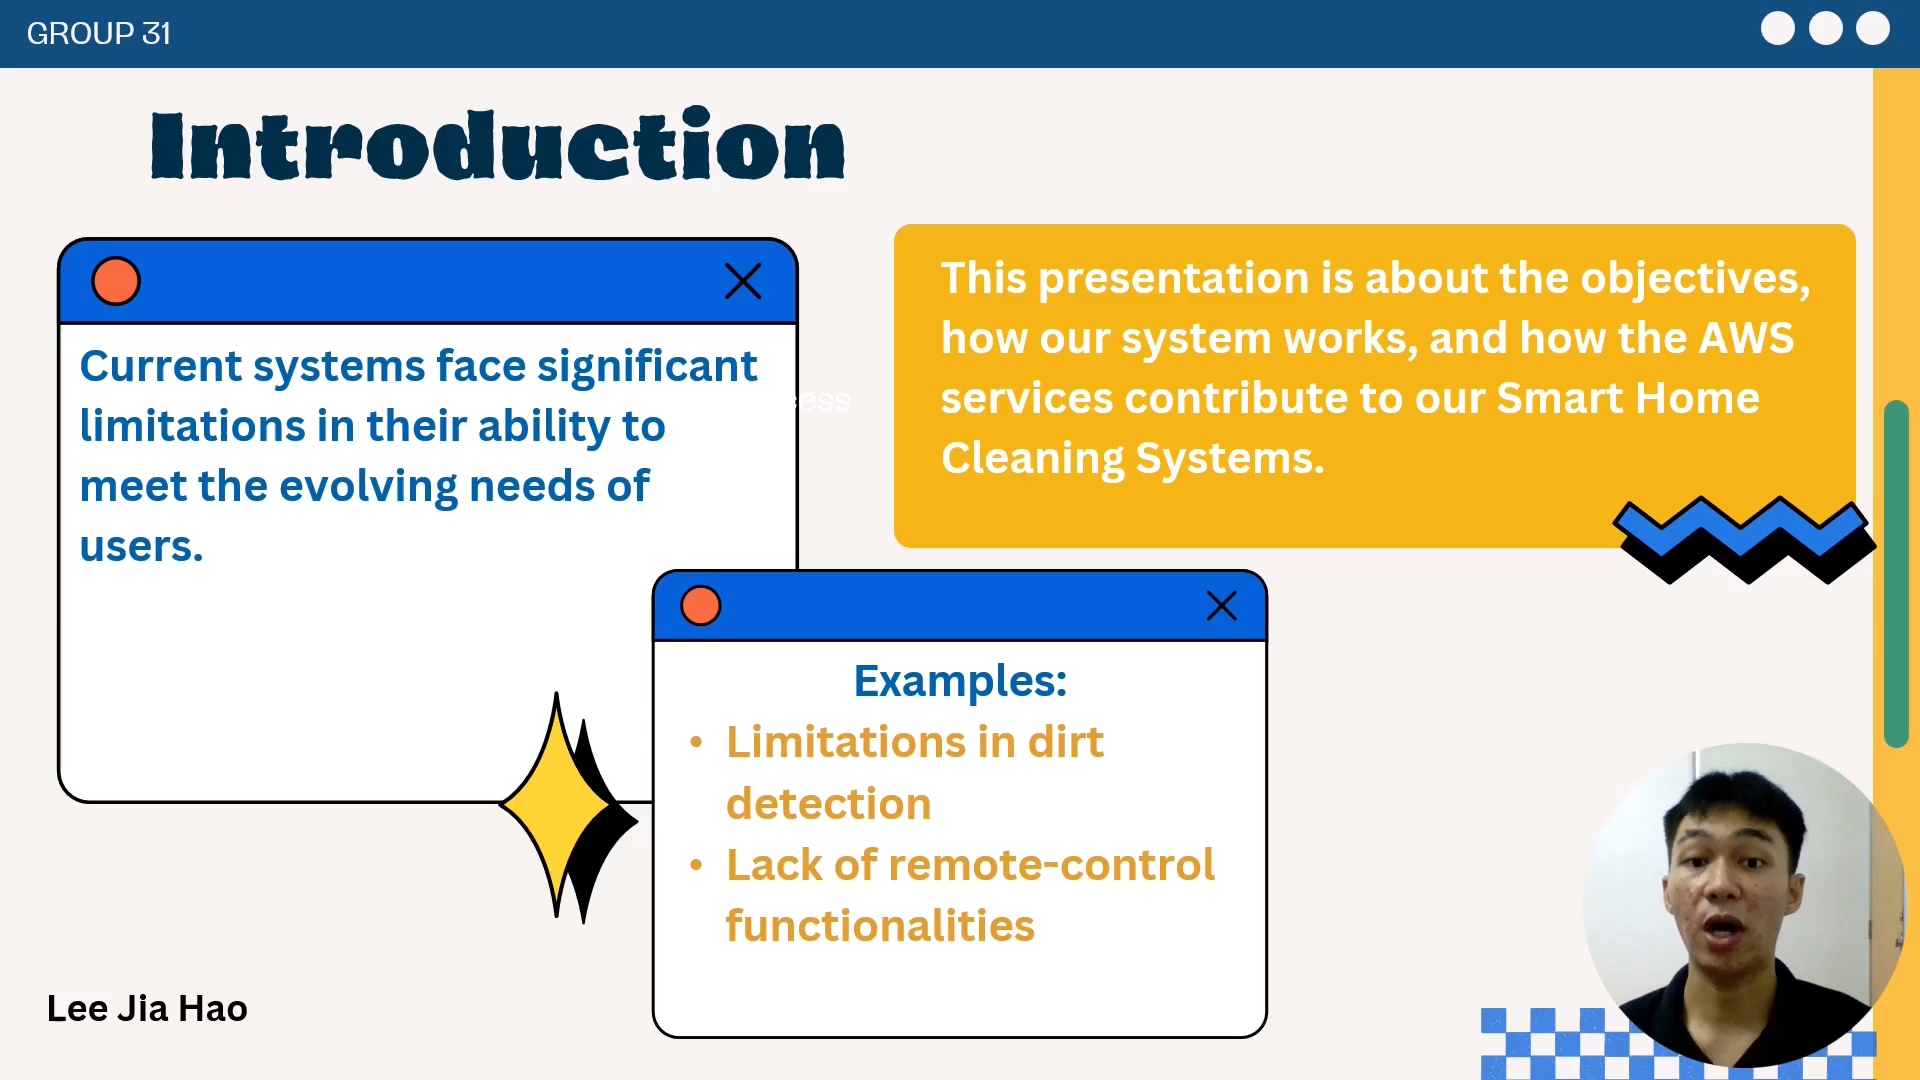 GROUP 31
Introduction
Current systems face significant
limitations in their ability to
meet the evolving needs of
users.
This presentation is about the objectives,
how our system works, and how the AWS
services contribute to our Smart Home
Cleaning Systems.
Examples:
• Limitations in dirt
detection
• Lack of remote-control
functionalities
Lee Jia Hao